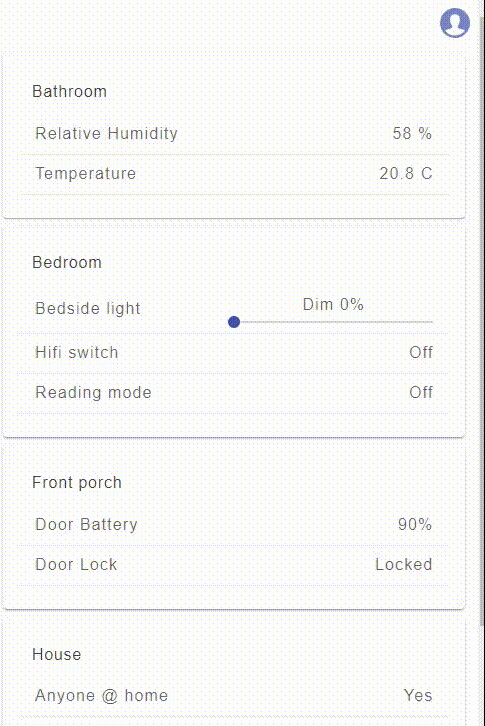 Bathroom
Relative Humidity 58 %
Temperature 20.8 C
Bedroom
Bedside light Dim 0%
Hifi switch Off
Reading mode Off
Front porch
Door Battery 90%
Door Lock Locked
House
Anyone @ home Yes